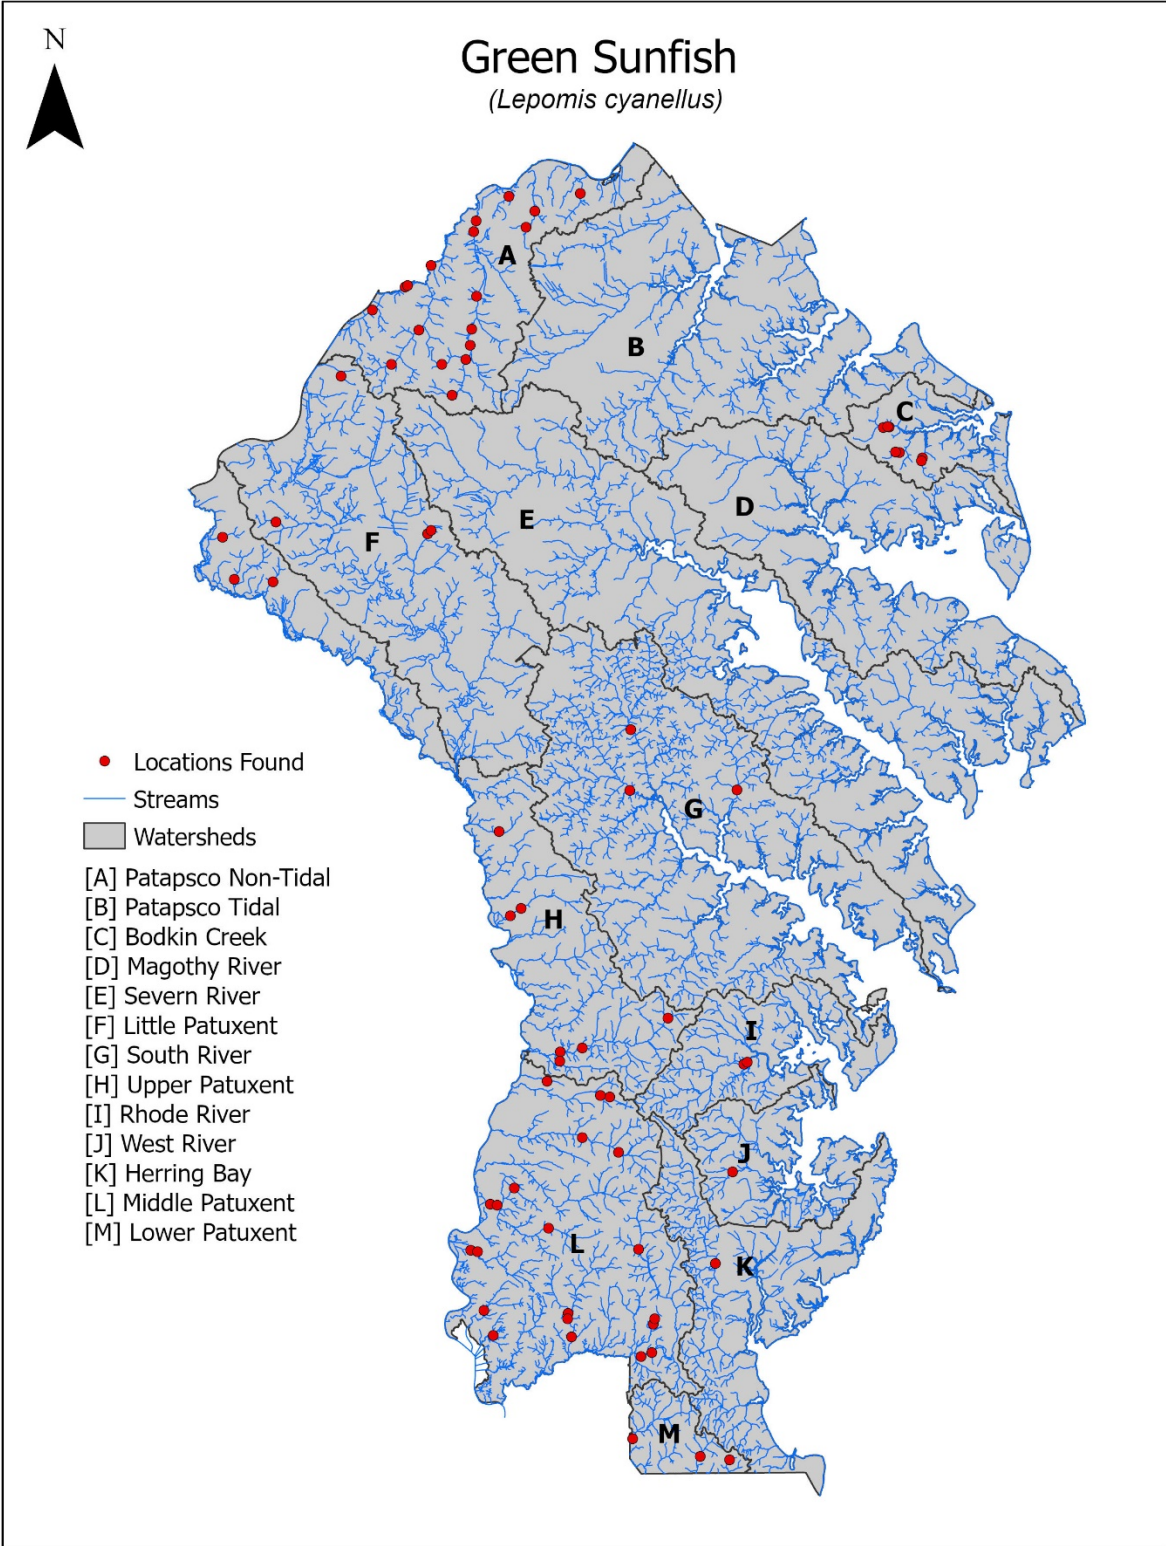 N
Green Sunfish
(Lepomis cyanellus)
A
B
C
D
E
F
G
H
I
J
K
L
M
Locations Found
Streams
Watersheds
[A] Patapsco Non-Tidal
[B] Patapsco Tidal
[C] Bodkin Creek
[D] Magothy River
[E] Severn River
[F] Little Patuxent
[G] South River
[H] Upper Patuxent
[I] Rhode River
[J] West River
[K] Herring Bay
[L] Middle Patuxent
[M] Lower Patuxent